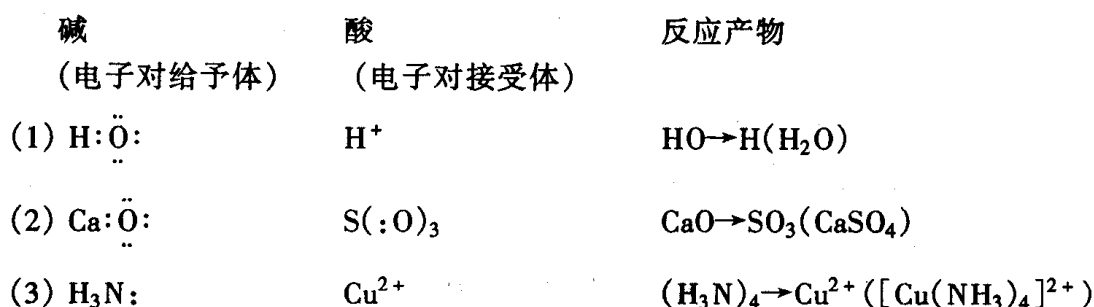 碱 酸 反应产物
(电子对给予体) (电子对接受体)
(1) H:Ö: H⁺ HO→H(H₂O)
(2) Ca:Ö: S(:O)₃ CaO→SO₃(CaSO₄)
(3) H₃N: Cu²⁺ (H₃N)₄→Cu²⁺([Cu(NH₃)₄]²⁺)